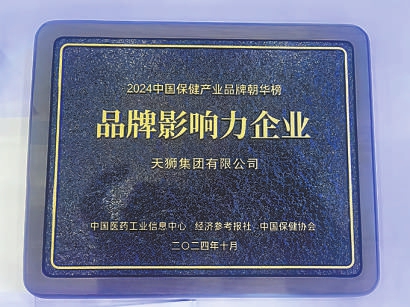 2024中国保健产业品牌朝华榜
品牌影响力企业
天狮集团有限公司
中国医药工业信息中心 经济参考报社 中国保健协会
二〇二四年十月